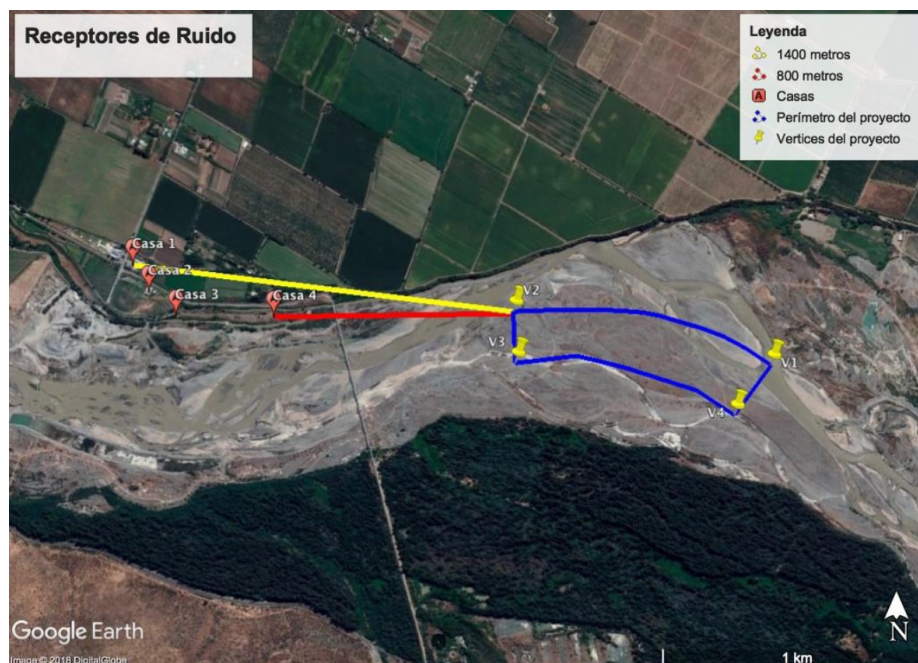 Receptores de Ruido
Leyenda
1400 metros
800 metros
A
Casas
Perímetro del proyecto
Vertices del proyecto
Casa 1
Casa 2
Casa 3
Casa 4
V2
V3
V1
V4
Google Earth
N
Image © 2018 DigitalGlobe
1 km